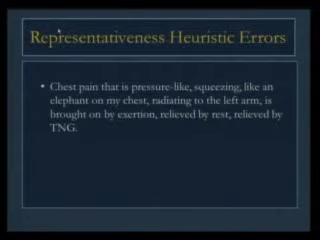 Representativeness Heuristic Errors
• Chest pain that is pressure-like, squeezing, like an
elephant on my chest, radiating to the left arm, is
brought on by exertion, relieved by rest, relieved by
TNG.